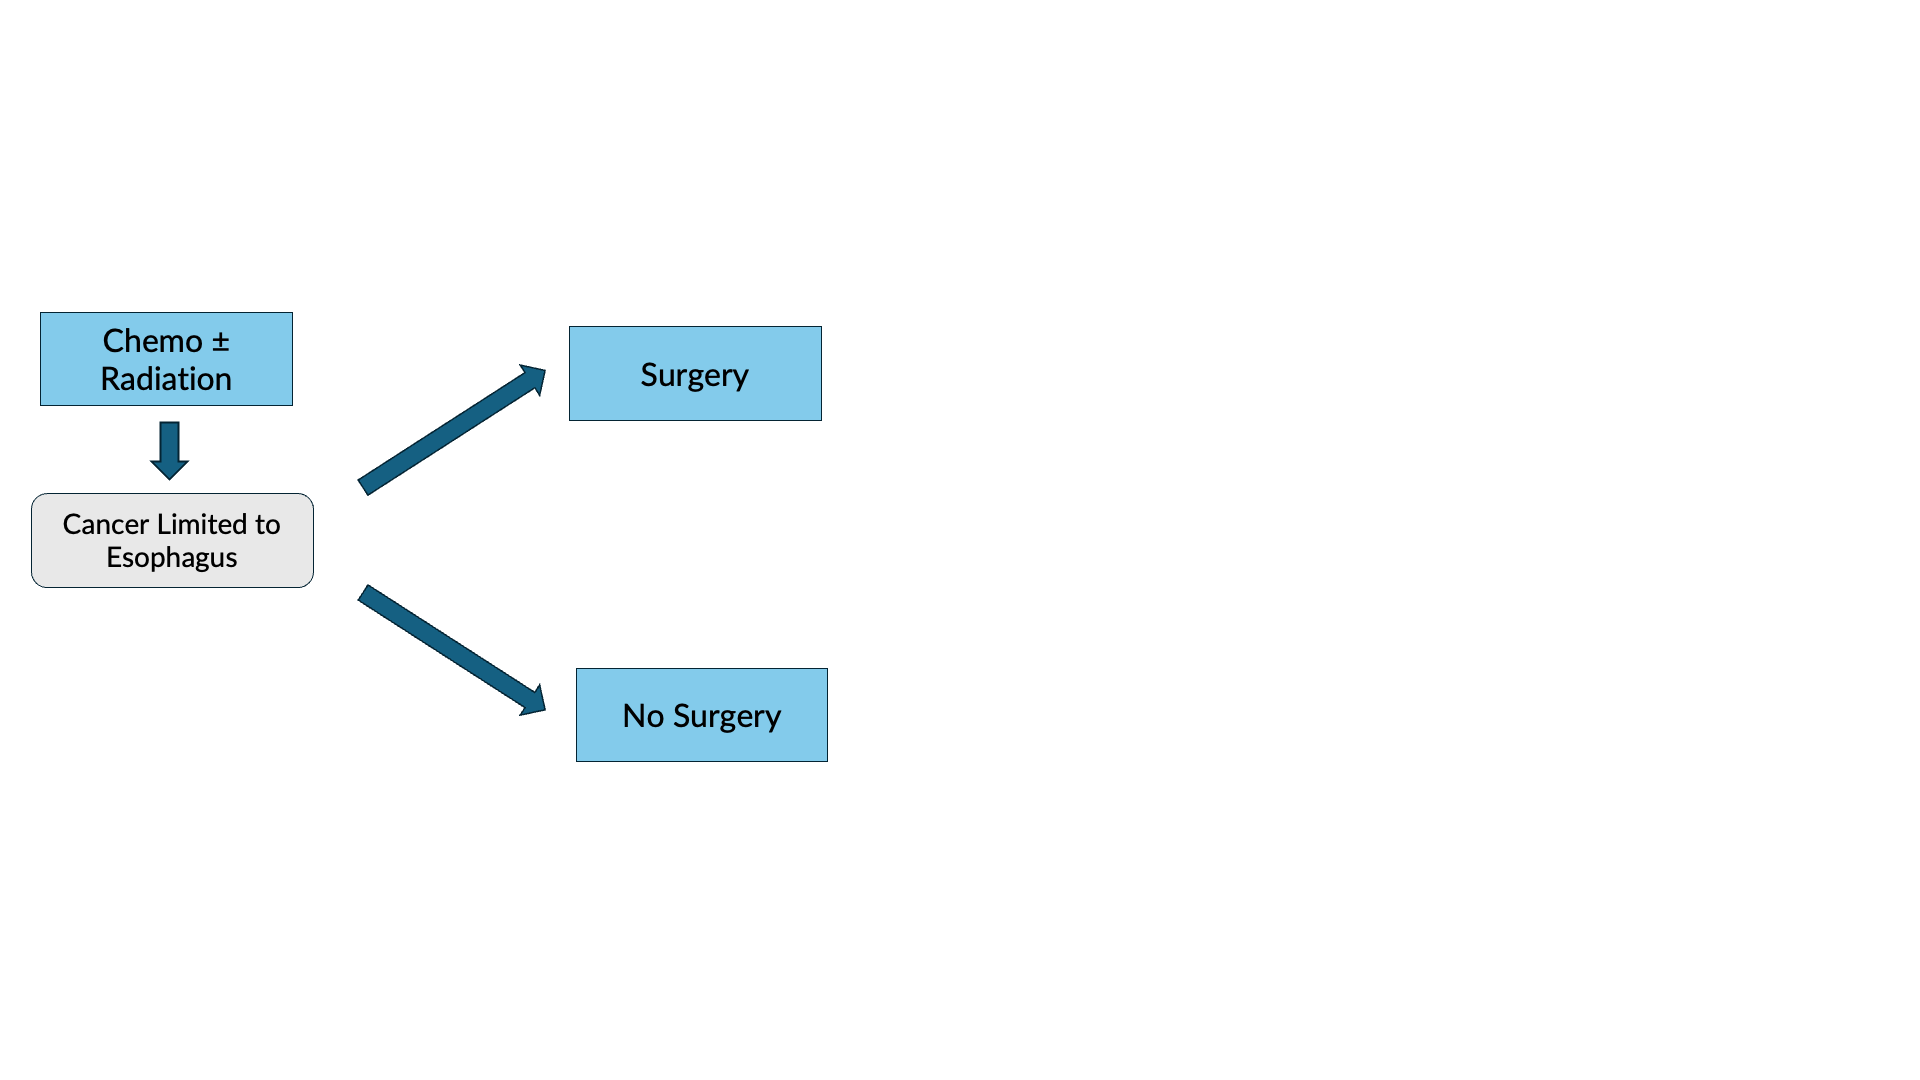 Chemo ±
Radiation
Cancer Limited to
Esophagus
Surgery
No Surgery